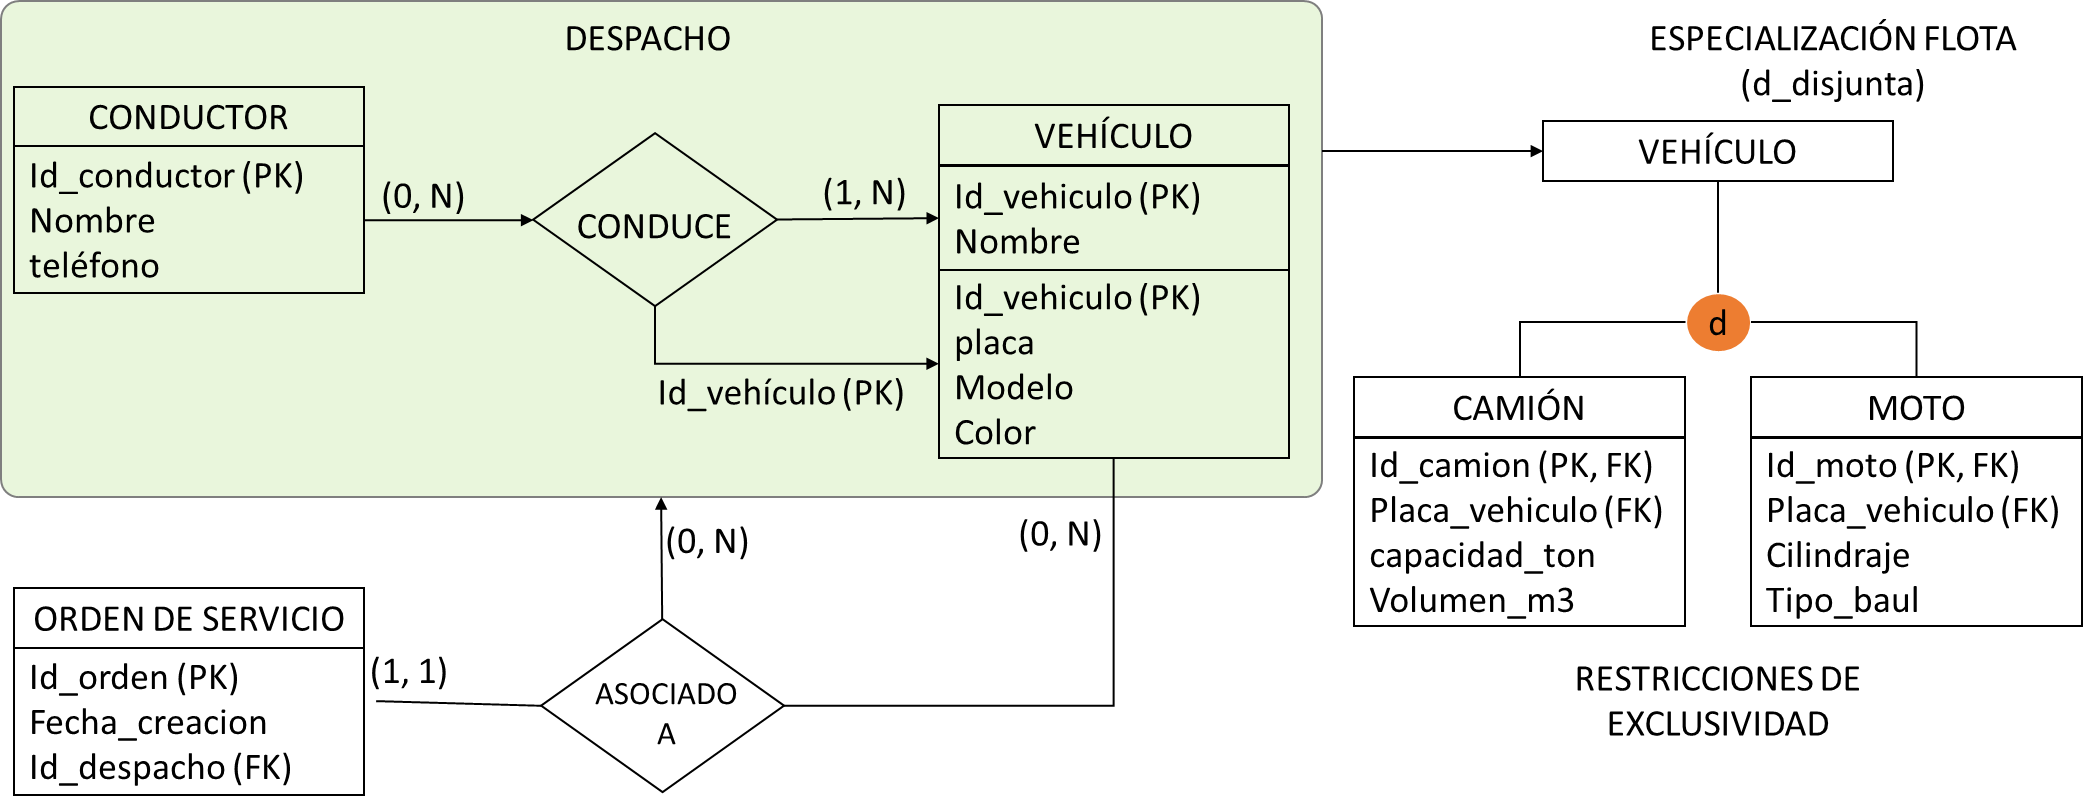 DESPACHO
CONDUCTOR
Id_conductor (PK)
Nombre
teléfono
(0, N)
CONDUCE
(1, N)
Id_vehículo (PK)
VEHÍCULO
Id_vehiculo (PK)
Nombre
Id_vehiculo (PK)
placa
Modelo
Color
(0, N)
(0, N)
ORDEN DE SERVICIO
Id_orden (PK)
Fecha_creacion
Id_despacho (FK)
(1, 1)
ASOCIADO
A
ESPECIALIZACIÓN FLOTA
(d_disjunta)
VEHÍCULO
d
CAMIÓN
Id_camion (PK, FK)
Placa_vehiculo (FK)
capacidad_ton
Volumen_m3
MOTO
Id_moto (PK, FK)
Placa_vehiculo (FK)
Cilindraje
Tipo_baul
RESTRICCIONES DE
EXCLUSIVIDAD